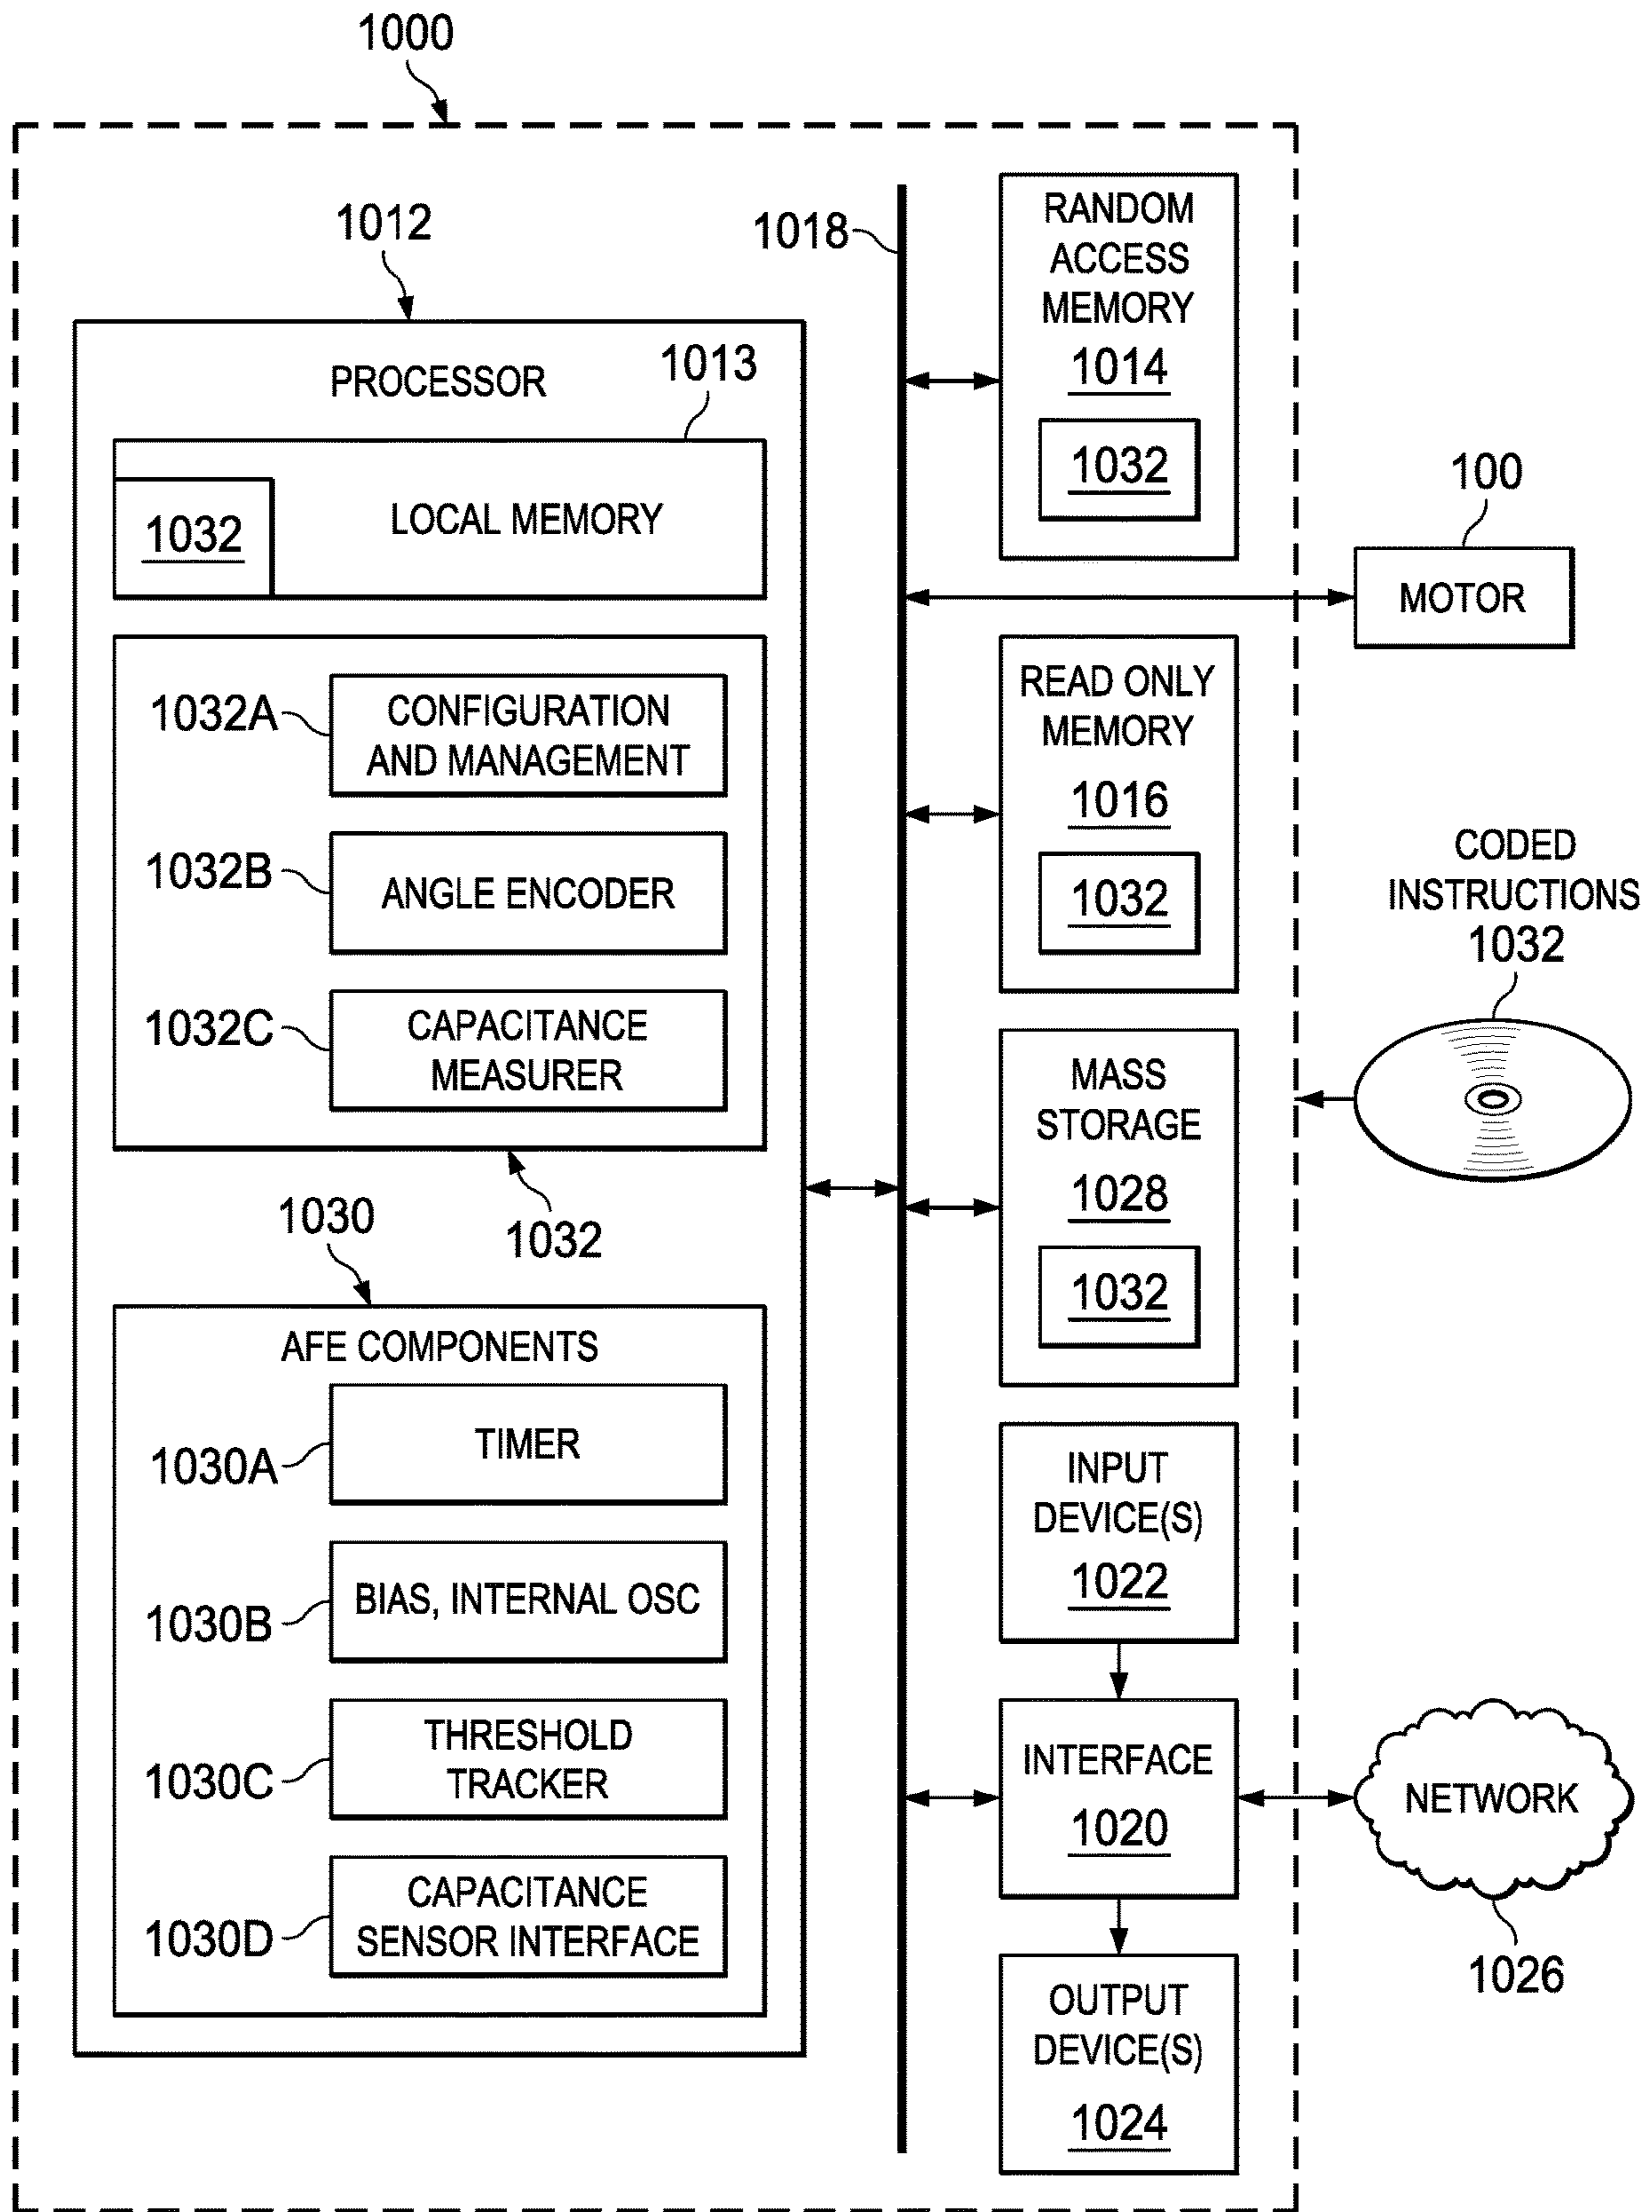 1000
1012
PROCESSOR
1013
LOCAL MEMORY
1032
1032A
CONFIGURATION
AND MANAGEMENT
1032B
ANGLE ENCODER
1032C
CAPACITANCE
MEASURER
1032
1030
AFE COMPONENTS
1030A
TIMER
1030B
BIAS, INTERNAL OSC
1030C
THRESHOLD
TRACKER
1030D
CAPACITANCE
SENSOR INTERFACE
1018
RANDOM
ACCESS
MEMORY
1014
1032
100
MOTOR
READ ONLY
MEMORY
1016
1032
CODED
INSTRUCTIONS
1032
MASS
STORAGE
1028
1032
INPUT
DEVICE(S)
1022
INTERFACE
1020
NETWORK
1026
OUTPUT
DEVICE(S)
1024